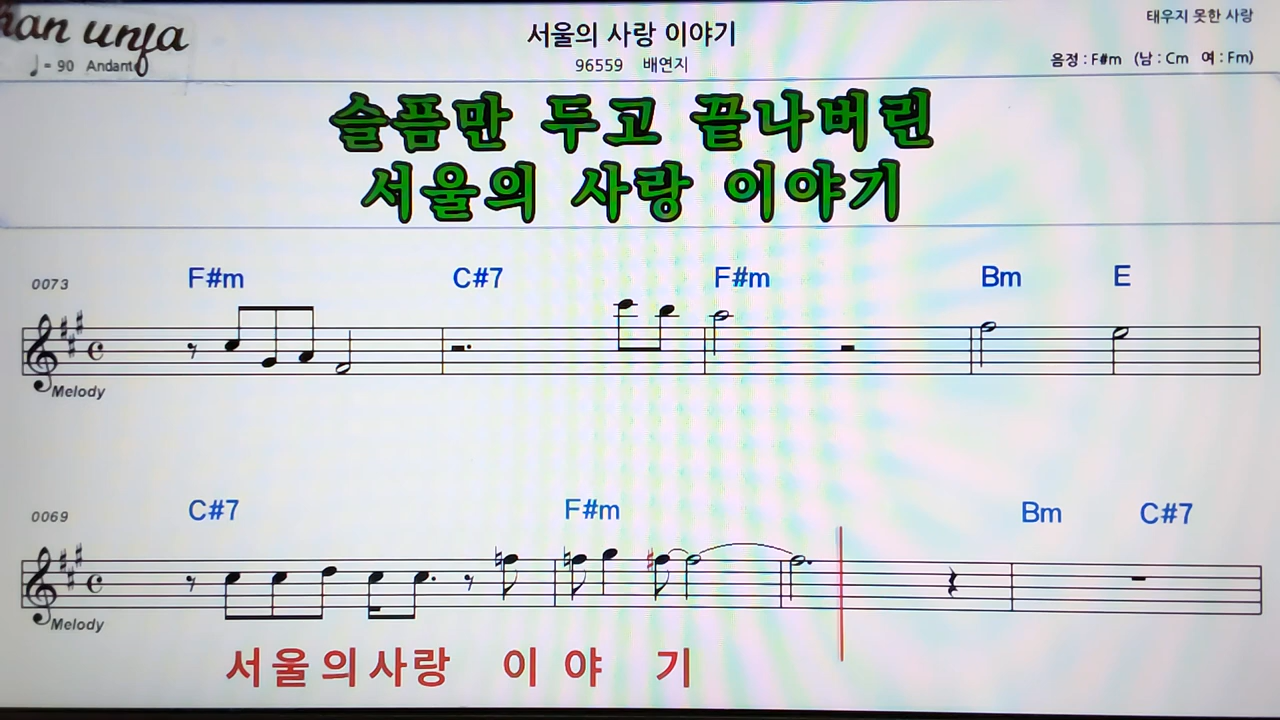 han unfa
서울의 사랑 이야기
태우지 못한 사랑
♩= 90 Andante
96559 배연지
음정 : F#m (남 : Cm 여 : Fm)
슬픔만 두고 끝나버린
서울의 사랑 이야기
0073 F#m C#7 F#m Bm E
Melody
0069 C#7 F#m Bm C#7
Melody
서울의사랑 이 야 기